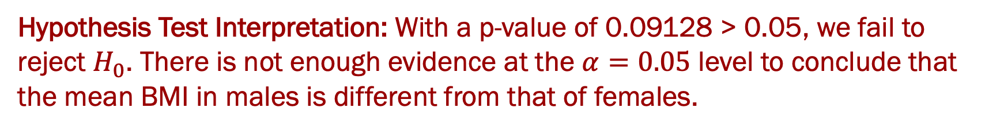 Hypothesis Test Interpretation: With a p-value of 0.09128 > 0.05, we fail to
reject H₀. There is not enough evidence at the α = 0.05 level to conclude that
the mean BMI in males is different from that of females.